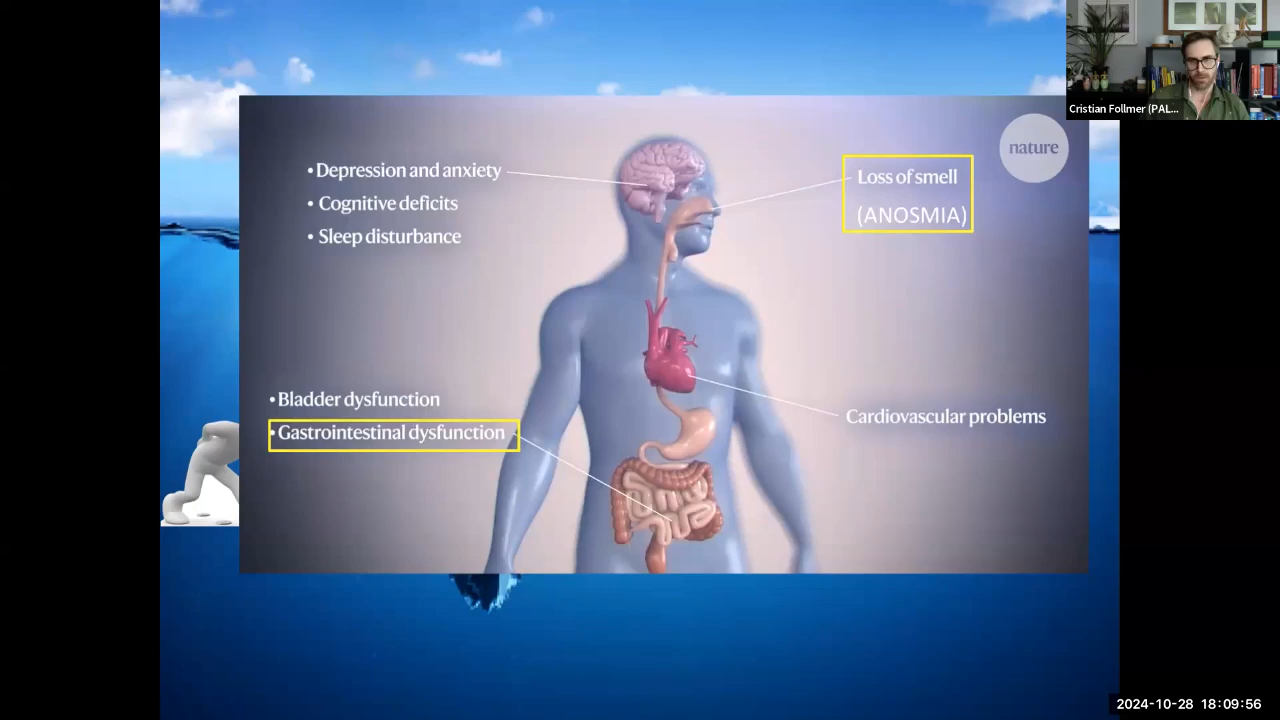 Cristian Follmer (PAL...
nature
• Depression and anxiety
• Cognitive deficits
• Sleep disturbance
Loss of smell
(ANOSMIA)
• Bladder dysfunction
• Gastrointestinal dysfunction
Cardiovascular problems
2024-10-28 18:09:56